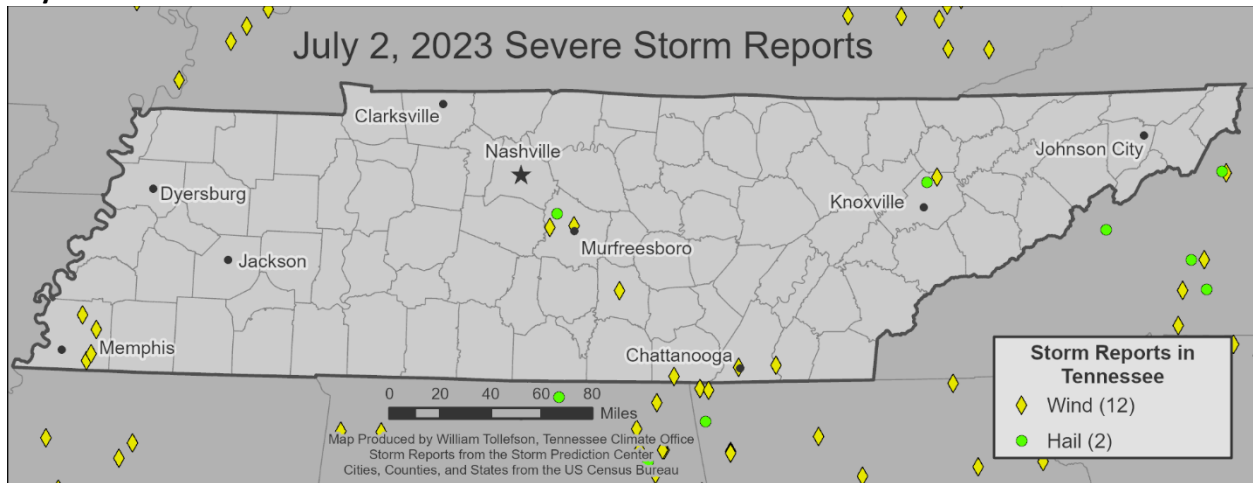 July 2, 2023 Severe Storm Reports
Clarksville
Nashville
Johnson City
Dyersburg
Knoxville
Murfreesboro
Jackson
Memphis
Chattanooga
0 20 40 60 80
Miles
Map Produced by William Tollefson, Tennessee Climate Office
Storm Reports from the Storm Prediction Center
Cities, Counties, and States from the US Census Bureau
Storm Reports in
Tennessee
Wind (12)
Hail (2)